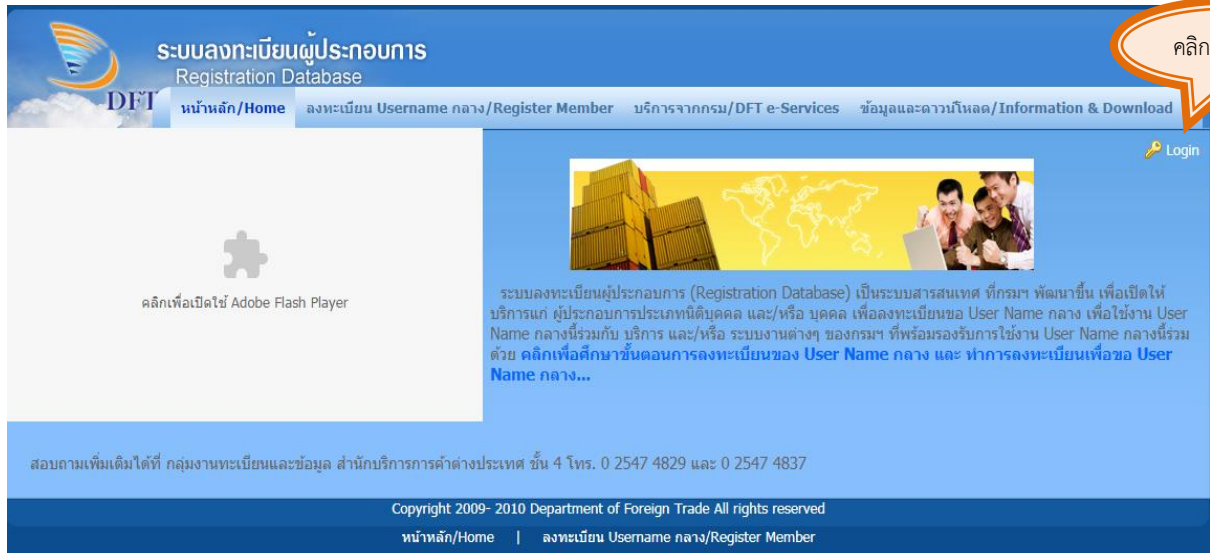 ระบบลงทะเบียนผู้ประกอบการ
Registration Database
DFT
คลิก
หน้าหลัก/Home ลงทะเบียน Username กลาง/Register Member บริการจากกรม/DFT e-Services ข้อมูลและดาวน์โหลด/Information & Download
Login
คลิกเพื่อเปิดใช้ Adobe Flash Player
ระบบลงทะเบียนผู้ประกอบการ (Registration Database) เป็นระบบสารสนเทศ ที่กรมฯ พัฒนาขึ้น เพื่อเปิดให้
บริการแก่ ผู้ประกอบการประเภทนิติบุคคล และ/หรือ บุคคล เพื่อลงทะเบียนขอ User Name กลาง เพื่อใช้งาน User
Name กลางนี้ร่วมกับ บริการ และ/หรือ ระบบงานต่างๆ ของกรมฯ ที่พร้อมรองรับการใช้งาน User Name กลางนี้ร่วม
ด้วย คลิกเพื่อศึกษาขั้นตอนการลงทะเบียนของ User Name กลาง และ ทำการลงทะเบียนเพื่อขอ User
Name กลาง...
สอบถามเพิ่มเติมได้ที่ กลุ่มงานทะเบียนและข้อมูล สำนักบริการการค้าต่างประเทศ ชั้น 4 โทร. 0 2547 4829 และ 0 2547 4837
Copyright 2009- 2010 Department of Foreign Trade All rights reserved
หน้าหลัก/Home | ลงทะเบียน Username กลาง/Register Member